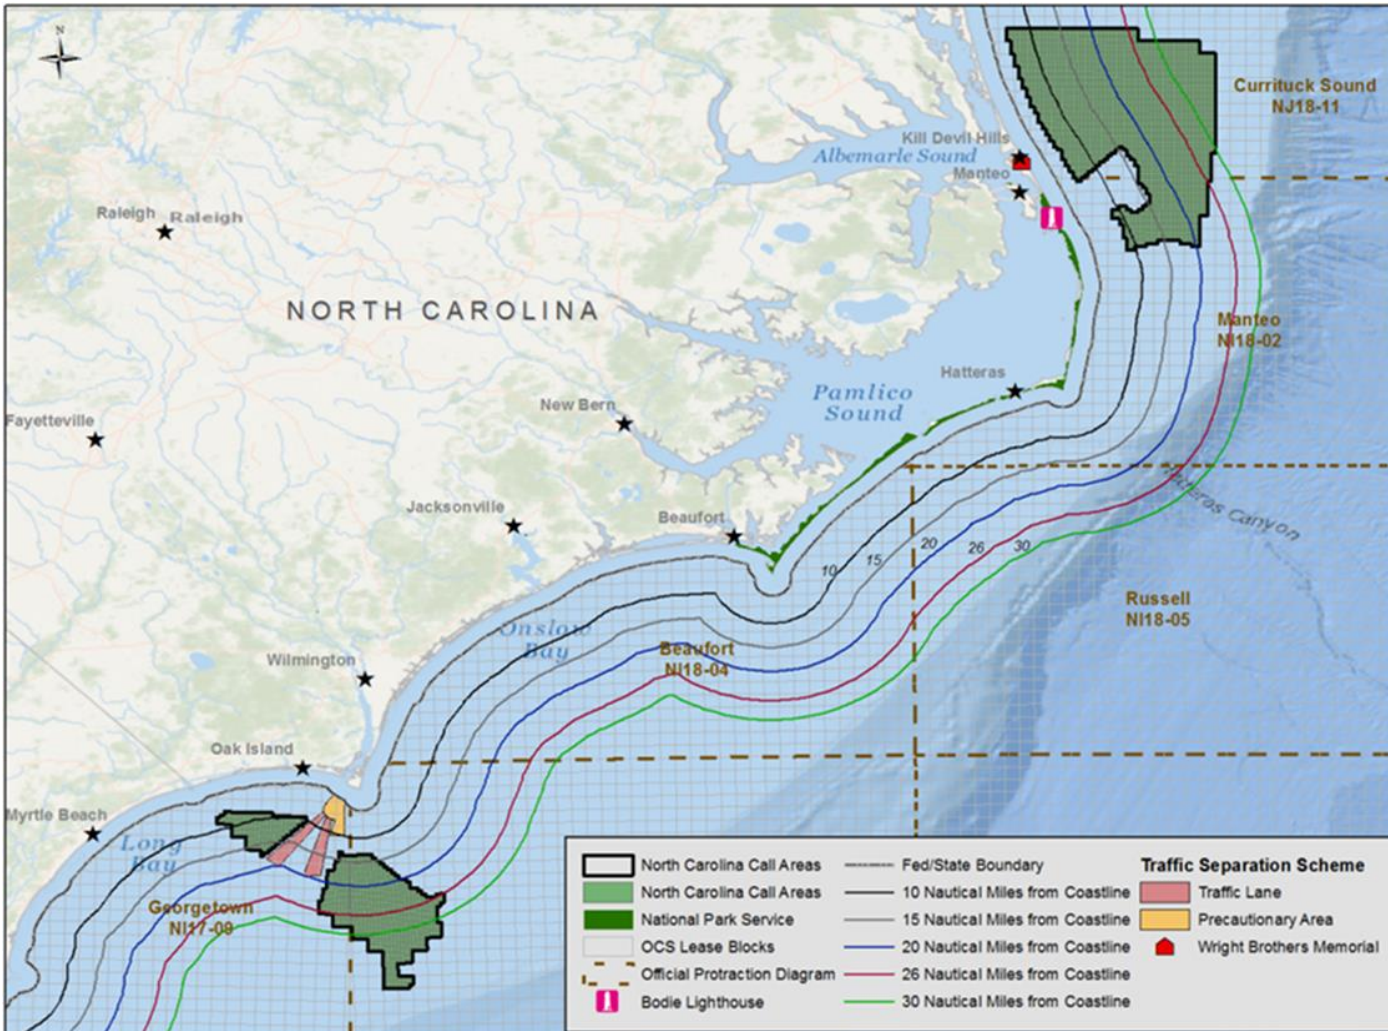 N
Currituck Sound
NJ18-11
Kill Devil Hills
Albemarle Sound
Manteo
Raleigh
Raleigh
NORTH CAROLINA
Manteo
NI18-02
Hatteras
Pamlico
Sound
New Bern
Fayetteville
Jacksonville
Beaufort
Canyon
10
15
20
26
30
Russell
NI18-05
Onslow
Bay
Beaufort
NI18-04
Wilmington
Oak Island
Myrtle Beach
Long
Bay
Georgetown
NI17-09
North Carolina Call Areas
North Carolina Call Areas
National Park Service
OCS Lease Blocks
Official Protraction Diagram
Bodie Lighthouse
Fed/State Boundary
10 Nautical Miles from Coastline
15 Nautical Miles from Coastline
20 Nautical Miles from Coastline
26 Nautical Miles from Coastline
30 Nautical Miles from Coastline
Traffic Separation Scheme
Traffic Lane
Precautionary Area
Wright Brothers Memorial